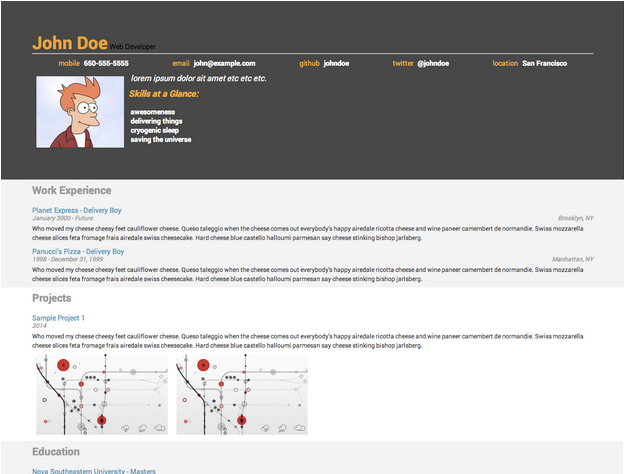 John Doe Web Developer
mobile 650-555-5555 email john@example.com github johndoe twitter @johndoe location San Francisco
lorem ipsum dolor sit amet etc etc etc.
Skills at a Glance:
awesomeness
delivering things
cryogenic sleep
saving the universe
Work Experience
Planet Express - Delivery Boy
January 3000 - Future Brooklyn, NY
Who moved my cheese cheesy feet cauliflower cheese. Queso taleggio when the cheese comes out everybody's happy airedale ricotta cheese and wine paneer camembert de normandie. Swiss mozzarella
cheese slices feta fromage frais airedale swiss cheesecake. Hard cheese blue castello halloumi parmesan say cheese stinking bishop jarlsberg.
Panucci's Pizza - Delivery Boy
1998 - December 31, 1999 Manhattan, NY
Who moved my cheese cheesy feet cauliflower cheese. Queso taleggio when the cheese comes out everybody's happy airedale ricotta cheese and wine paneer camembert de normandie. Swiss mozzarella
cheese slices feta fromage frais airedale swiss cheesecake. Hard cheese blue castello halloumi parmesan say cheese stinking bishop jarlsberg.
Projects
Sample Project 1
2014
Who moved my cheese cheesy feet cauliflower cheese. Queso taleggio when the cheese comes out everybody's happy airedale ricotta cheese and wine paneer camembert de normandie. Swiss mozzarella
cheese slices feta fromage frais airedale swiss cheesecake. Hard cheese blue castello halloumi parmesan say cheese stinking bishop jarlsberg.
Education
Nova Southeastern University - Masters